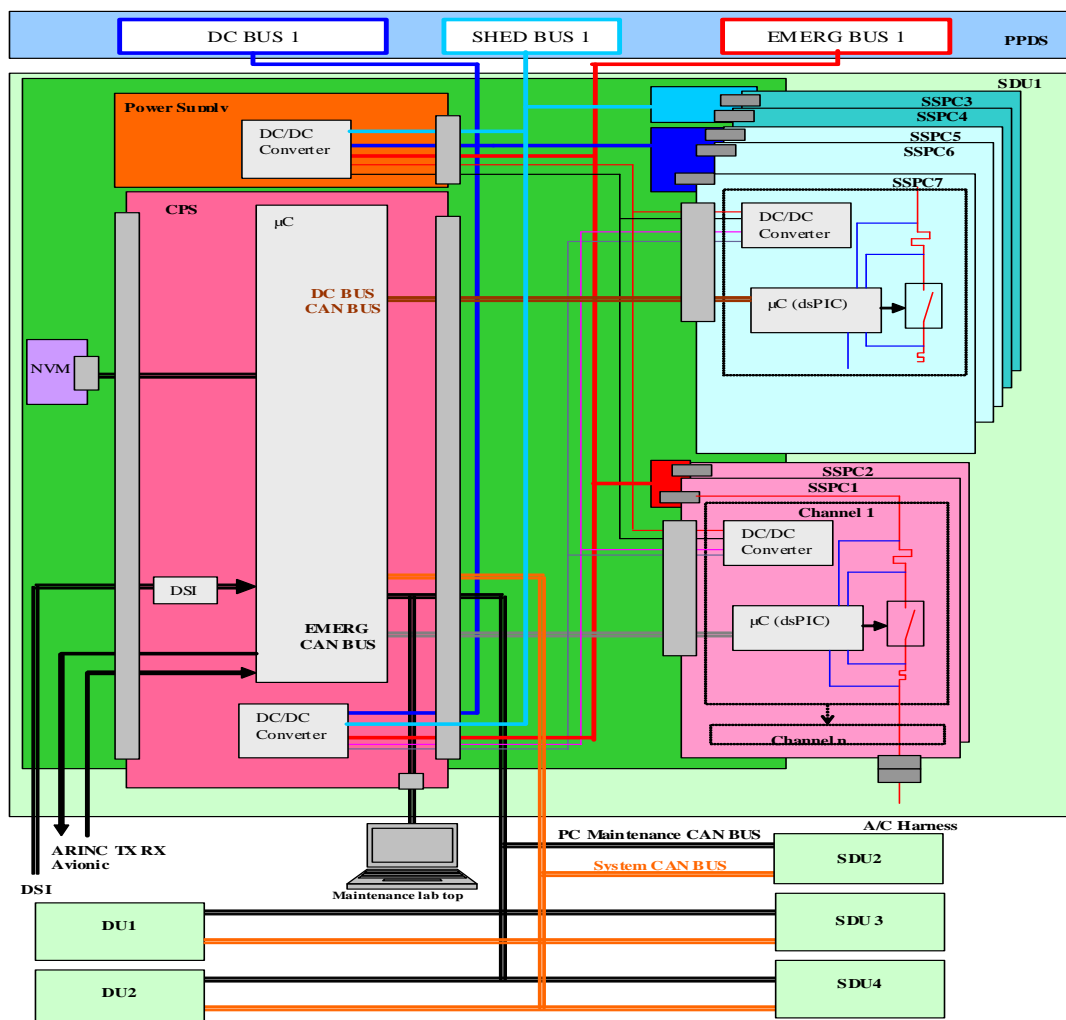 DC BUS 1
SHED BUS 1
EMERG BUS 1
PPDS
SDU1
Power Supply
DC/DC
Converter
SSPC3
SSPC4
SSPC5
SSPC6
SSPC7
CPS
µC
DC/DC
Converter
DC BUS
CAN BUS
µC (dsPIC)
NVM
SSPC2
SSPC1
Channel 1
DC/DC
Converter
DSI
µC (dsPIC)
EMERG
CAN BUS
DC/DC
Converter
Channel n
A/C Harness
ARINC TX RX
Avionic
DSI
Maintenance lab top
PC Maintenance CAN BUS
System CAN BUS
SDU2
DU1
SDU 3
DU2
SDU4